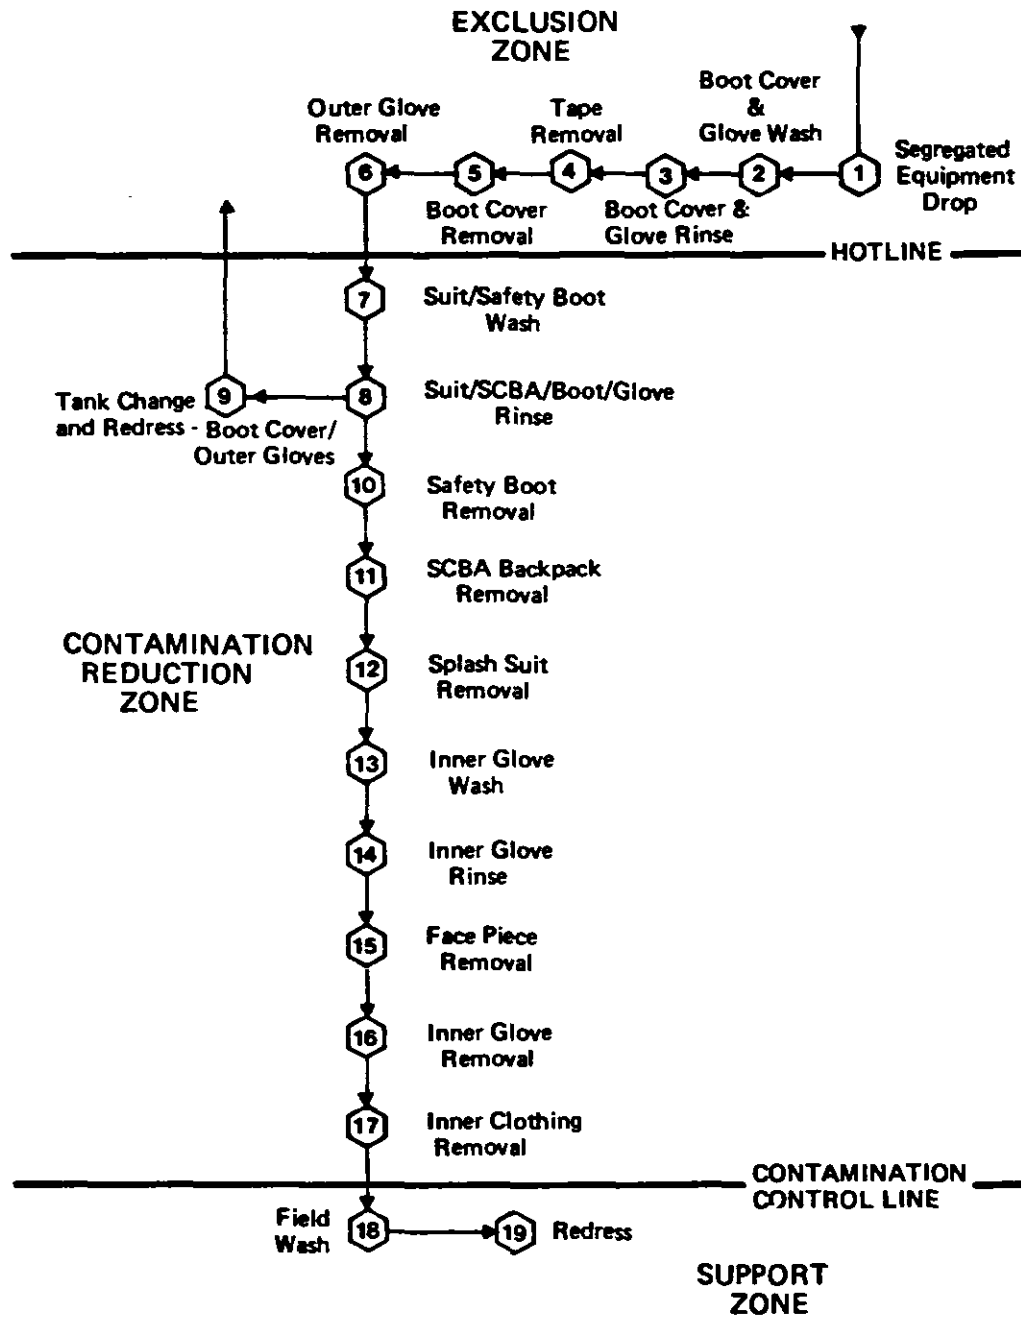 EXCLUSION
ZONE
Boot Cover
&
Glove Wash
Tape
Removal
Outer Glove
Removal
Segregated
Equipment
Drop
1
2
3
4
5
6
Boot Cover &
Glove Rinse
Boot Cover
Removal
HOTLINE
7
Suit/Safety Boot
Wash
8
Suit/SCBA/Boot/Glove
Rinse
9
Tank Change
and Redress - Boot Cover/
Outer Gloves
10
Safety Boot
Removal
11
SCBA Backpack
Removal
CONTAMINATION
REDUCTION
ZONE
12
Splash Suit
Removal
13
Inner Glove
Wash
14
Inner Glove
Rinse
15
Face Piece
Removal
16
Inner Glove
Removal
17
Inner Clothing
Removal
CONTAMINATION
CONTROL LINE
Field
Wash
18
19
Redress
SUPPORT
ZONE